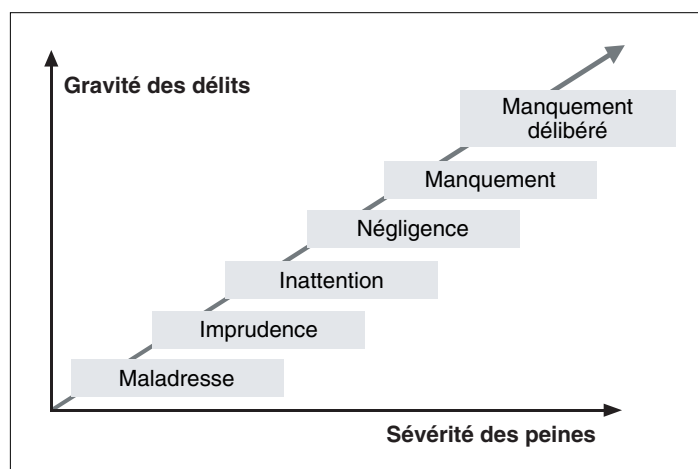 Gravité des délits
Manquement
délibéré
Manquement
Négligence
Inattention
Imprudence
Maladresse
Sévérité des peines